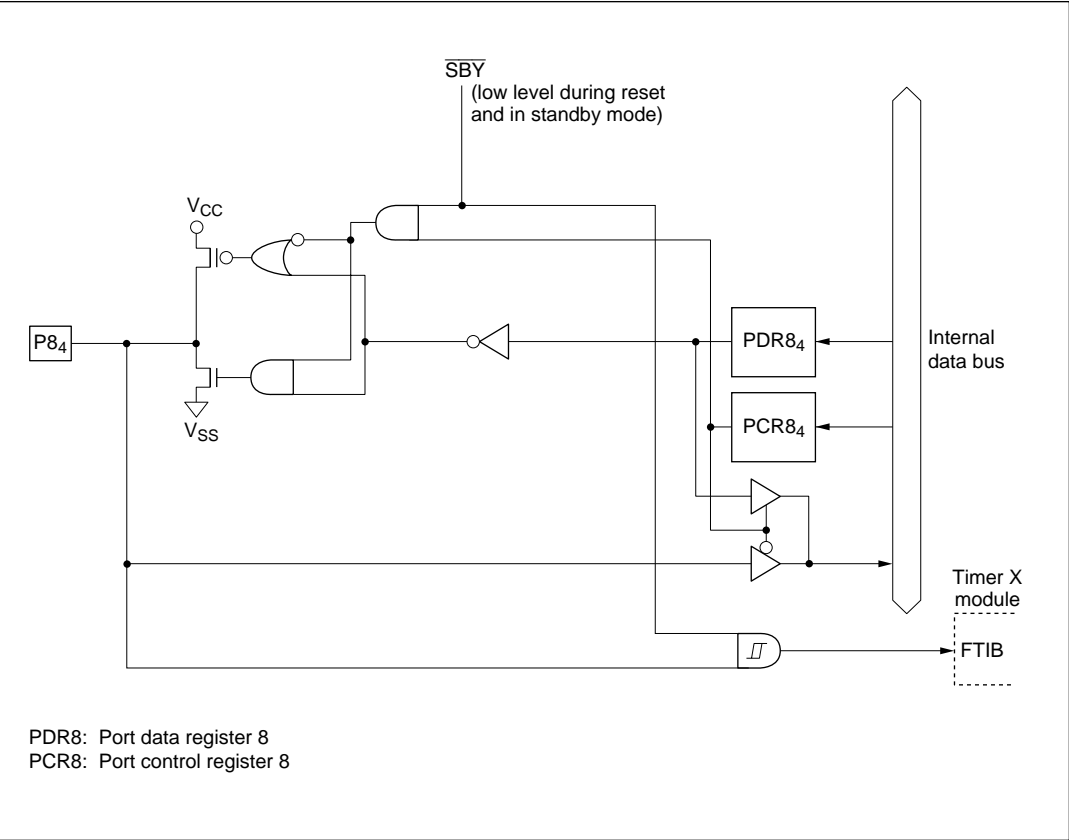 SBY
(low level during reset
and in standby mode)
VCC
P84
VSS
PDR84
PCR84
Internal
data bus
Timer X
module
FTIB
PDR8: Port data register 8
PCR8: Port control register 8